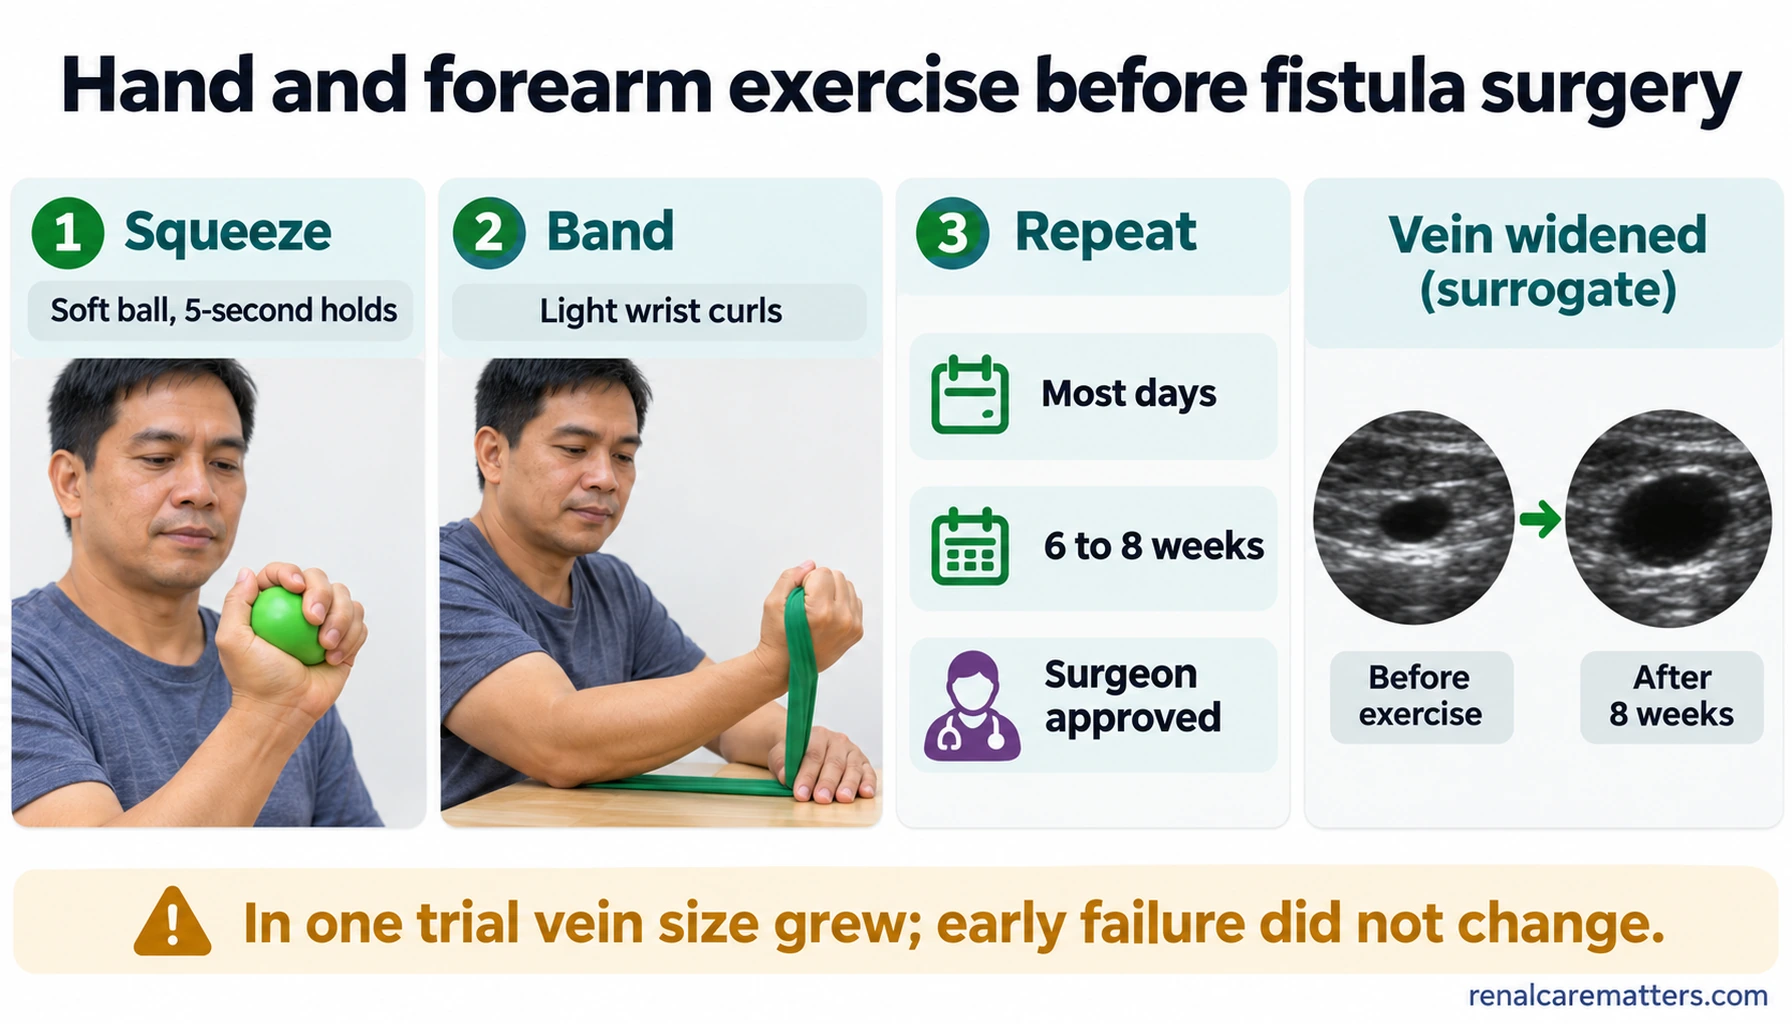 Hand and forearm exercise before fistula surgery
1 Squeeze
Soft ball, 5-second holds
2 Band
Light wrist curls
3 Repeat
Most days
6 to 8 weeks
Surgeon
approved
Vein widened
(surrogate)
Before
exercise
After
8 weeks
In one trial vein size grew; early failure did not change.
renalcarematters.com